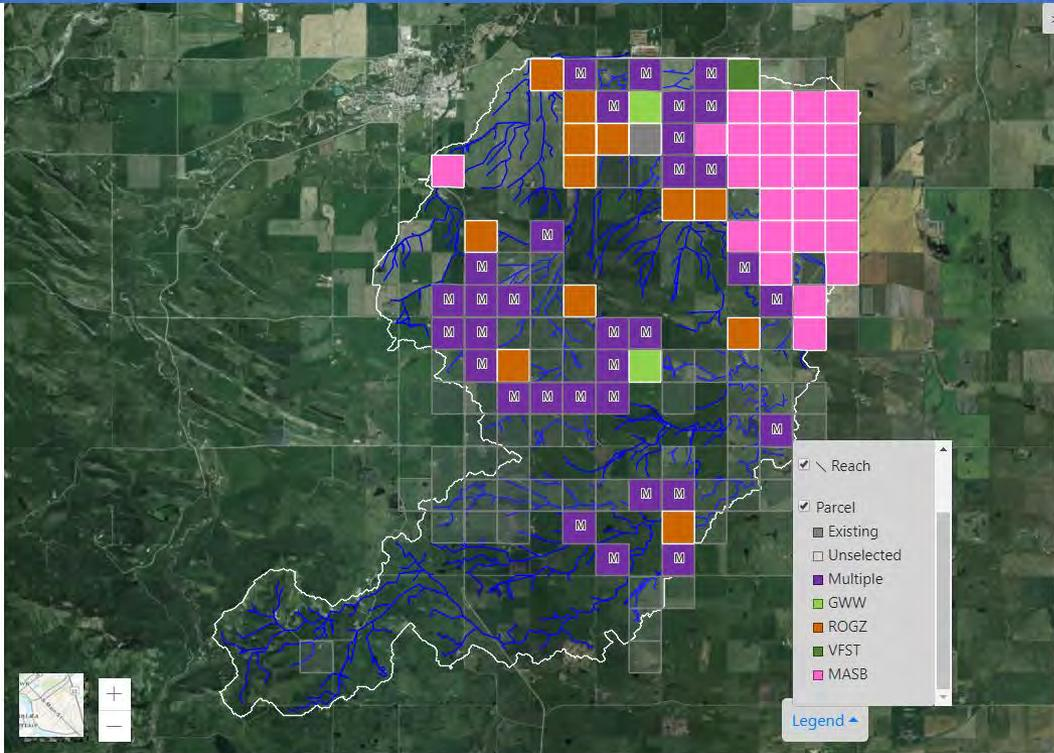 M M M
M M M
M
M M
M
M M
M M M M
M M M M
M M
M M M M
M
M M
M
M M
Reach
Parcel
Existing
Unselected
Multiple
GWW
ROGZ
VFST
MASB
Legend
+
−